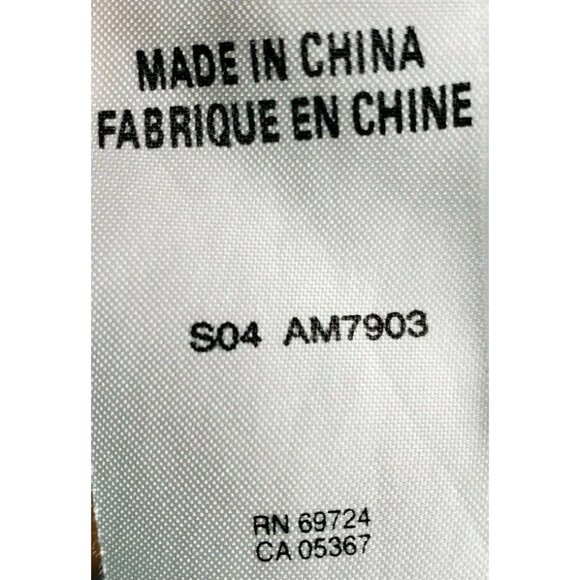 MADE IN CHINA
FABRIQUE EN CHINE
S04 AM7903
RN 69724
CA 05367